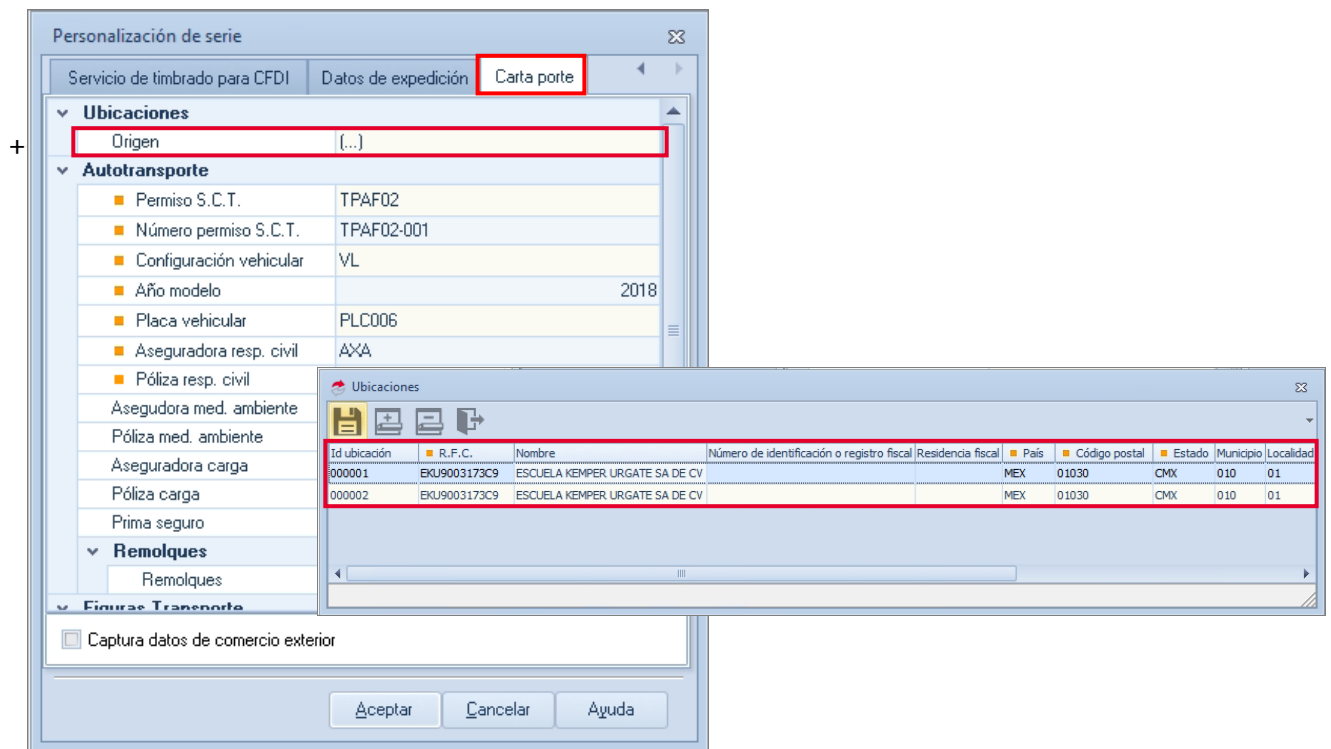 Personalización de serie
Servicio de timbrado para CFDI Datos de expedición Carta porte
Ubicaciones
+ Origen (...)
Autotransporte
Permiso S.C.T. TPAF02
Número permiso S.C.T. TPAF02-001
Configuración vehicular VL
Año modelo 2018
Placa vehicular PLC006
Aseguradora resp. civil AXA
Póliza resp. civil
Asegudora med. ambiente
Póliza med. ambiente
Aseguradora carga
Póliza carga
Prima seguro
Remolques
Remolques
Figuras Transporte
Captura datos de comercio exterior
Aceptar Cancelar Ayuda
Ubicaciones
Id ubicación R.F.C. Nombre Número de identificación o registro fiscal Residencia fiscal País Código postal Estado Municipio Localidad
000001 EKU9003173C9 ESCUELA KEMPER URGATE SA DE CV MEX 01030 CMX 010 01
000002 EKU9003173C9 ESCUELA KEMPER URGATE SA DE CV MEX 01030 CMX 010 01